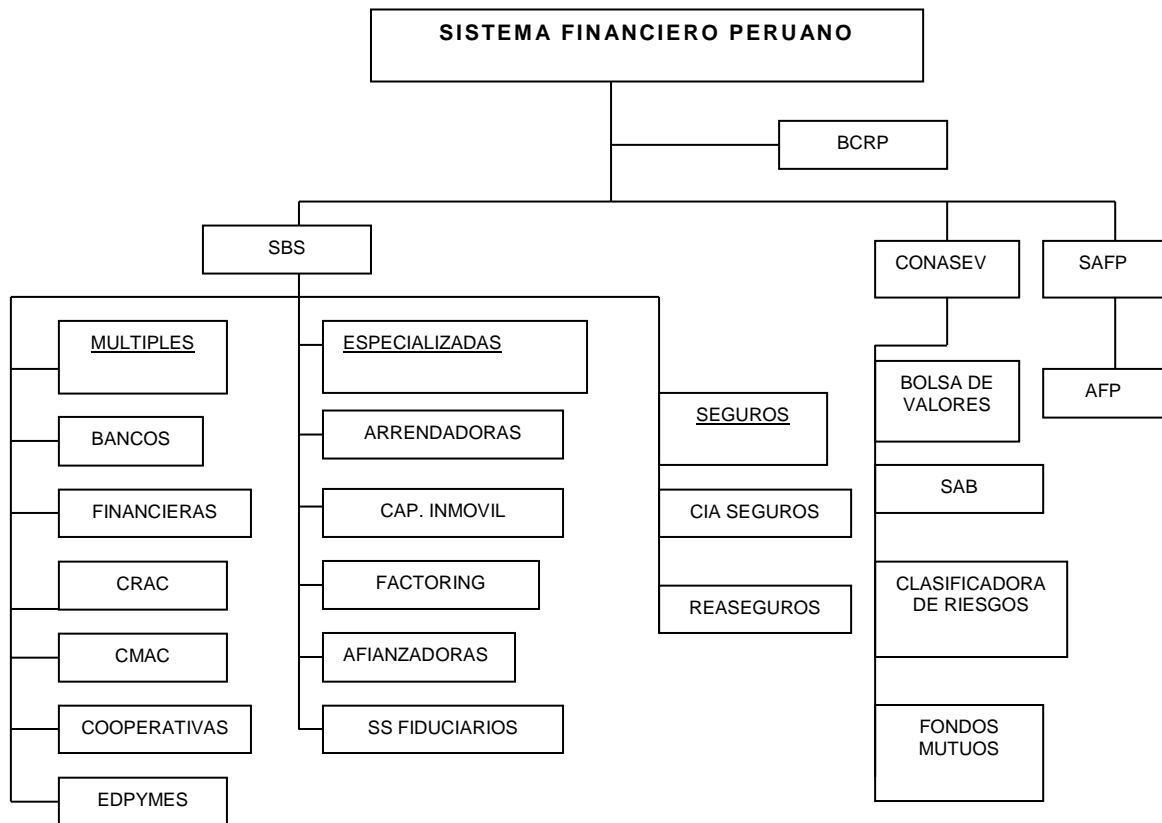 SISTEMA FINANCIERO PERUANO
BCRP
SBS
CONASEV
SAFP
MULTIPLES
BANCOS
FINANCIERAS
CRAC
CMAC
COOPERATIVAS
EDPYMES
ESPECIALIZADAS
ARRENDADORAS
CAP. INMOVIL
FACTORING
AFIANZADORAS
SS FIDUCIARIOS
SEGUROS
CIA SEGUROS
REASEGUROS
BOLSA DE
VALORES
SAB
CLASIFICADORA
DE RIESGOS
FONDOS
MUTUOS
AFP